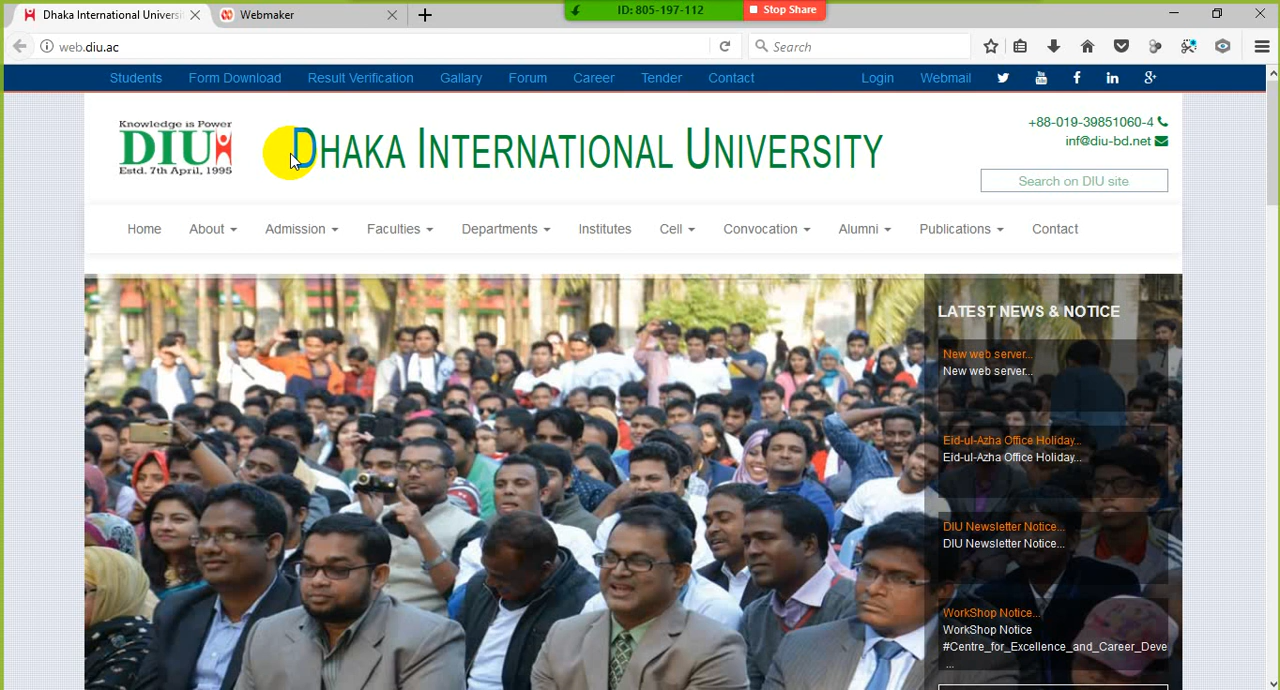 Dhaka International Universi
Webmaker
ID: 805-197-112
Stop Share
web.diu.ac
Search
Students Form Download Result Verification Gallary Forum Career Tender Contact Login Webmail
Knowledge is Power
DIU
Estd. 7th April, 1995
DHAKA INTERNATIONAL UNIVERSITY
+88-019-39851060-4
inf@diu-bd.net
Search on DIU site
Home About Admission Faculties Departments Institutes Cell Convocation Alumni Publications Contact
LATEST NEWS & NOTICE
New web server...
New web server...
Eid-ul-Azha Office Holiday...
Eid-ul-Azha Office Holiday...
DIU Newsletter Notice...
DIU Newsletter Notice...
WorkShop Notice...
WorkShop Notice
#Centre_for_Excellence_and_Career_Deve
...